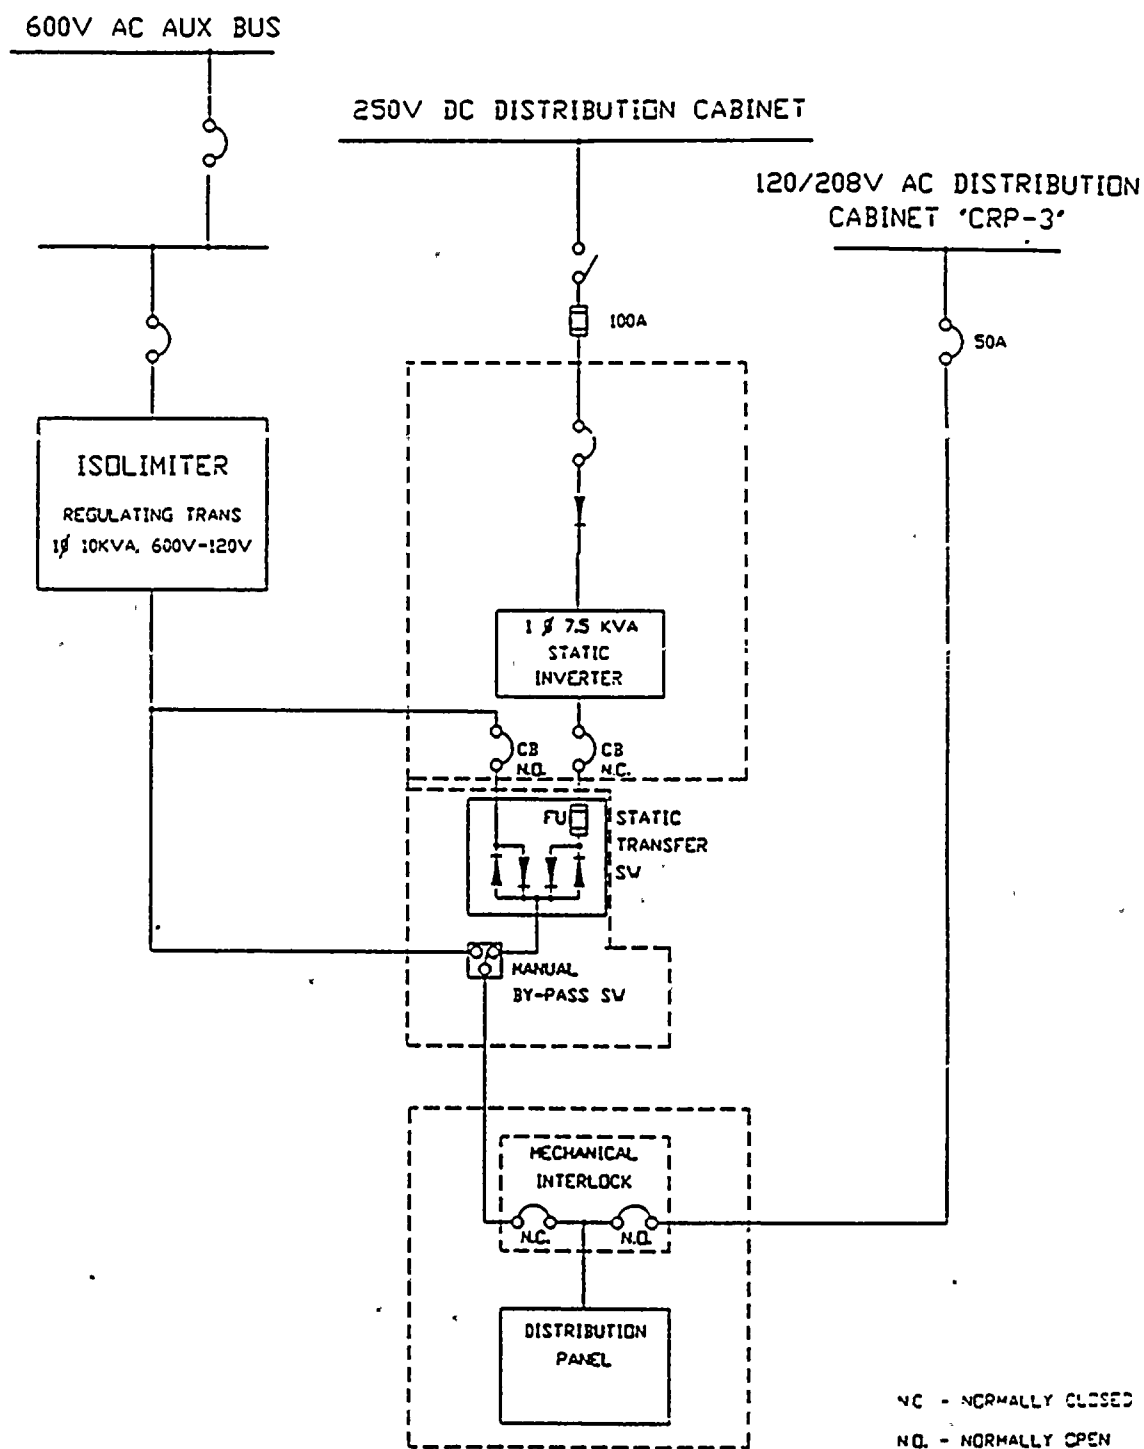 600V AC AUX BUS
250V DC DISTRIBUTION CABINET
120/208V AC DISTRIBUTION
CABINET 'CRP-3'
100A
50A
ISOLIMITER
REGULATING TRANS
1Ø 10KVA, 600V-120V
1 Ø 7.5 KVA
STATIC
INVERTER
CB
N.O.
CB
N.C.
FU
STATIC
TRANSFER
SW
MANUAL
BY-PASS SW
MECHANICAL
INTERLOCK
N.C.
N.O.
DISTRIBUTION
PANEL
NC - NORMALLY CLOSED
NO. - NORMALLY OPEN